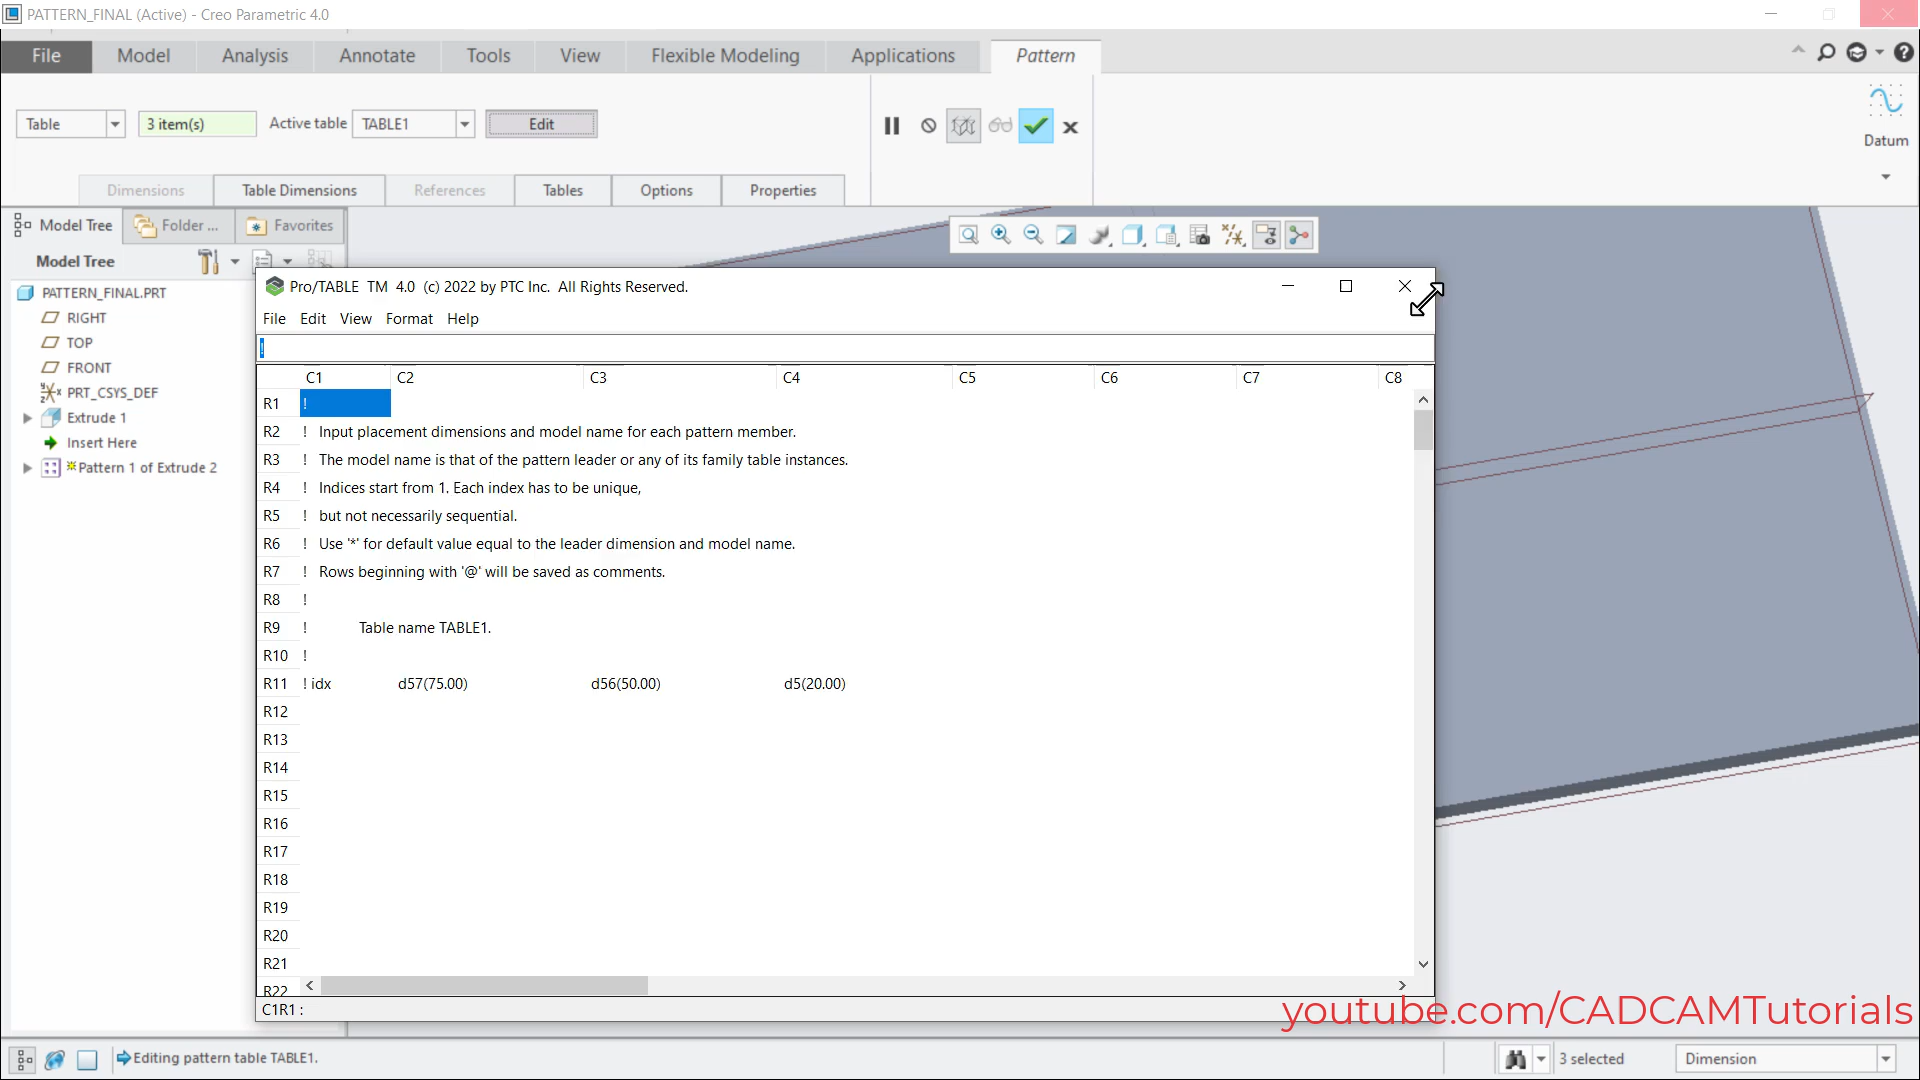 PATTERN_FINAL (Active) - Creo Parametric 4.0
File Model Analysis Annotate Tools View Flexible Modeling Applications Pattern
Table 3 item(s) Active table TABLE1 Edit
Datum
Dimensions Table Dimensions References Tables Options Properties
Model Tree Folder ... Favorites
Model Tree
PATTERN_FINAL.PRT
RIGHT
TOP
FRONT
PRT_CSYS_DEF
Extrude 1
Insert Here
Pattern 1 of Extrude 2
Pro/TABLE TM 4.0 (c) 2022 by PTC Inc. All Rights Reserved.
File Edit View Format Help
!
C1 C2 C3 C4 C5 C6 C7 C8
R1 !
R2 ! Input placement dimensions and model name for each pattern member.
R3 ! The model name is that of the pattern leader or any of its family table instances.
R4 ! Indices start from 1. Each index has to be unique,
R5 ! but not necessarily sequential.
R6 ! Use '*' for default value equal to the leader dimension and model name.
R7 ! Rows beginning with '@' will be saved as comments.
R8 !
R9 ! Table name TABLE1.
R10 !
R11 ! idx d57(75.00) d56(50.00) d5(20.00)
R12
R13
R14
R15
R16
R17
R18
R19
R20
R21
R22
C1R1 :
youtube.com/CADCAMTutorials
Editing pattern table TABLE1.
3 selected Dimension